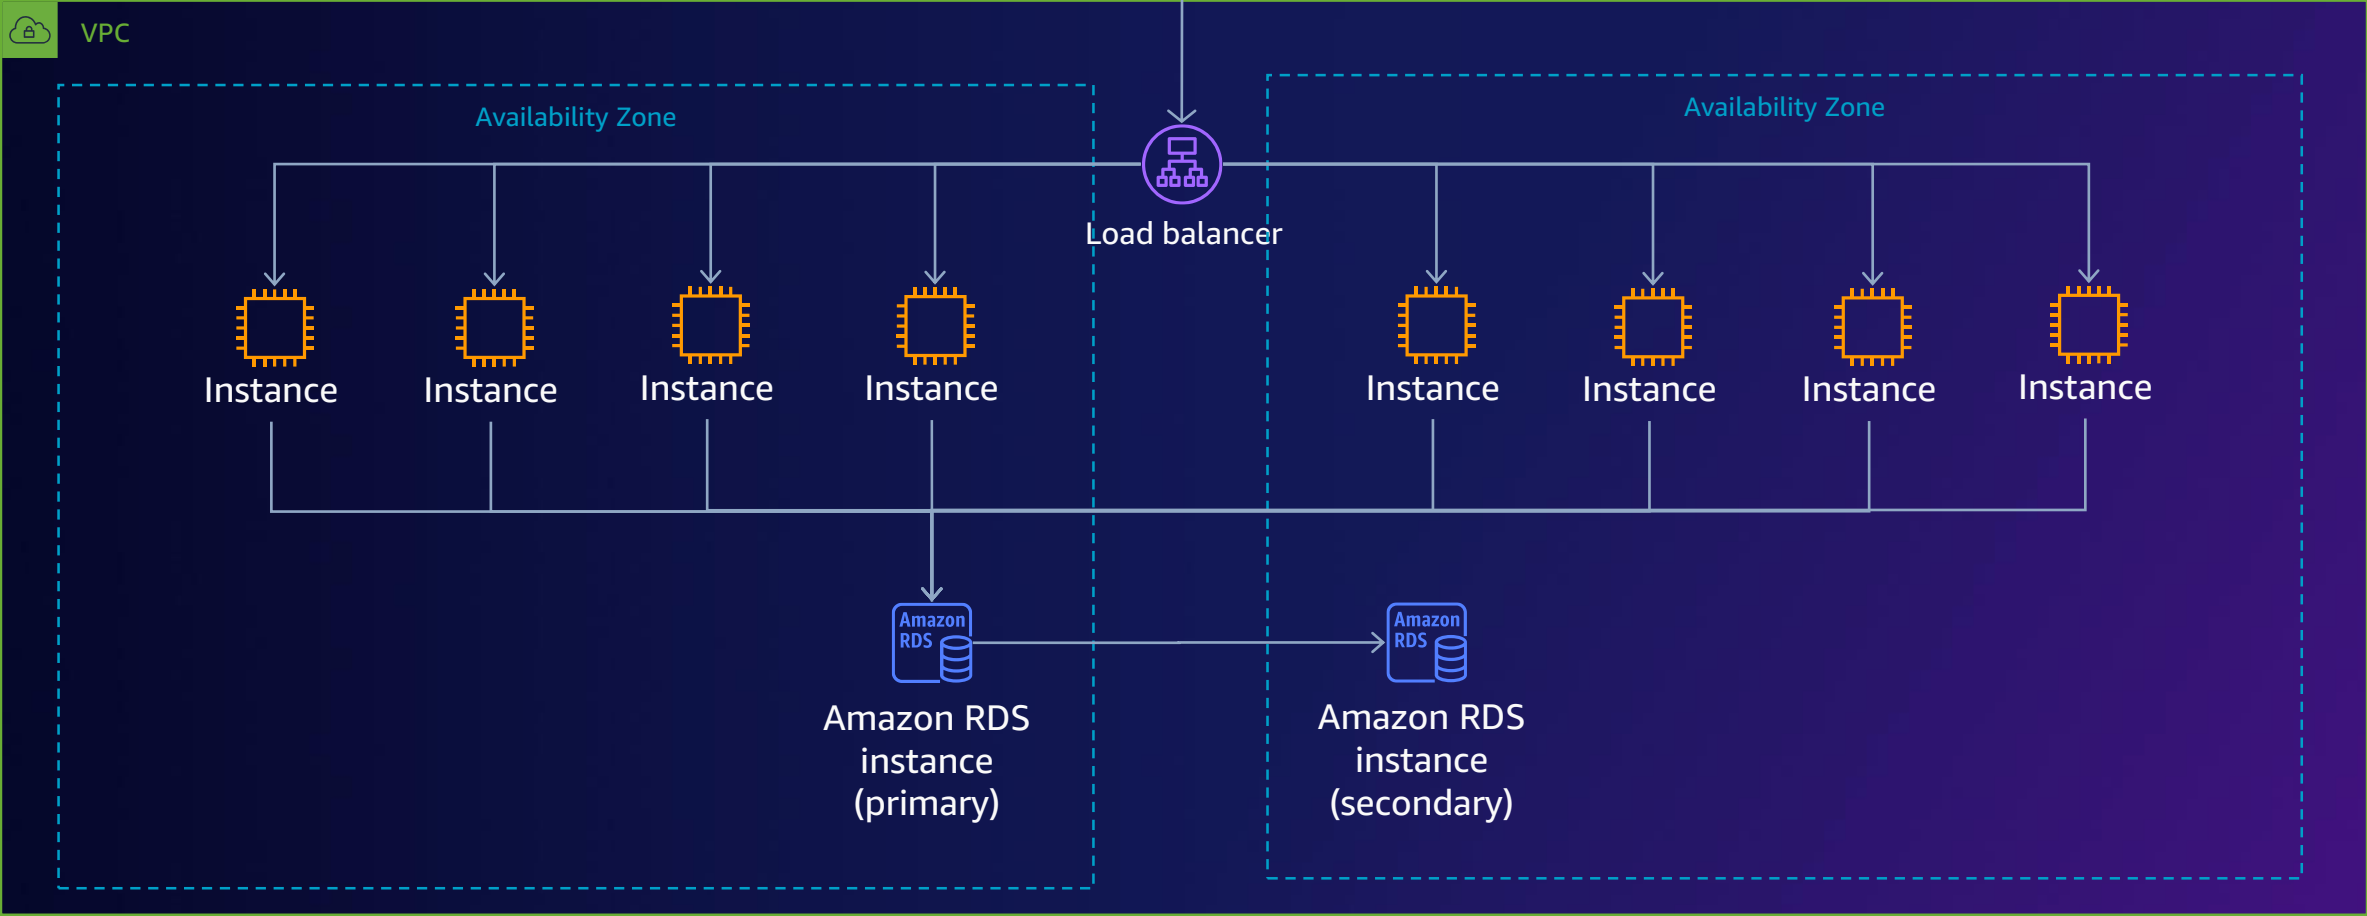 VPC
Availability Zone
Availability Zone
Load balancer
Instance
Instance
Instance
Instance
Instance
Instance
Instance
Instance
Amazon
RDS
Amazon RDS
instance
(primary)
Amazon
RDS
Amazon RDS
instance
(secondary)